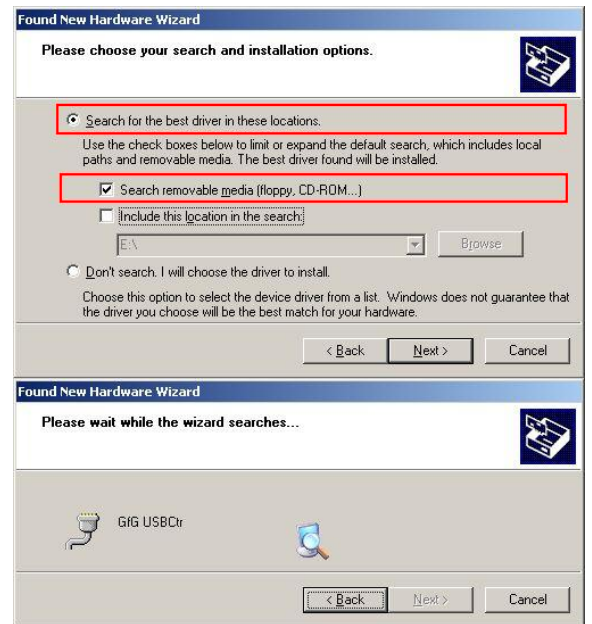 Found New Hardware Wizard
Please choose your search and installation options.
Search for the best driver in these locations.
Use the check boxes below to limit or expand the default search, which includes local
paths and removable media. The best driver found will be installed.
Search removable media (floppy, CD-ROM...)
Include this location in the search:
E:\
Browse
Don't search. I will choose the driver to install.
Choose this option to select the device driver from a list. Windows does not guarantee that
the driver you choose will be the best match for your hardware.
< Back Next > Cancel
Found New Hardware Wizard
Please wait while the wizard searches...
GfG USBCtr
< Back Next > Cancel